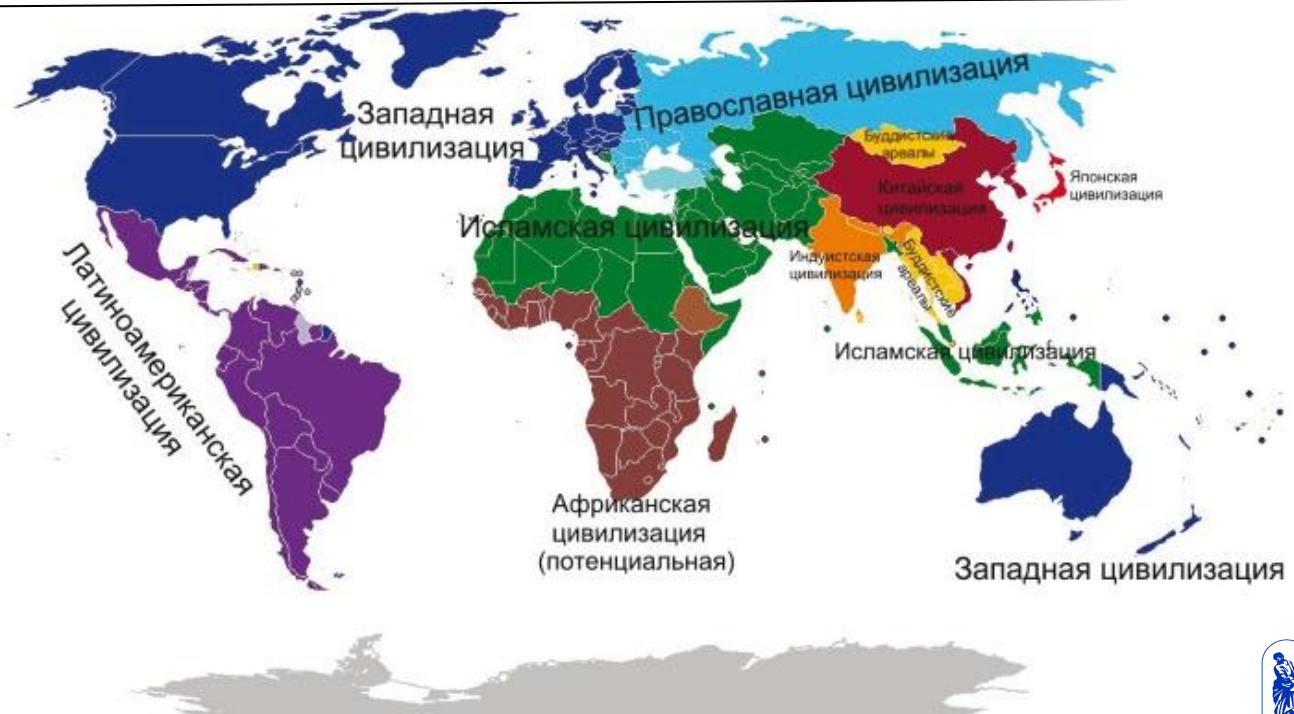 Западная
цивилизация
Православная цивилизация
Буддистские
ареалы
Китайская
цивилизация
Японская
цивилизация
Исламская цивилизация
Индуистская
цивилизация
Буддистские
ареалы
Латиноамериканская
цивилизация
Исламская цивилизация
Африканская
цивилизация
(потенциальная)
Западная цивилизация